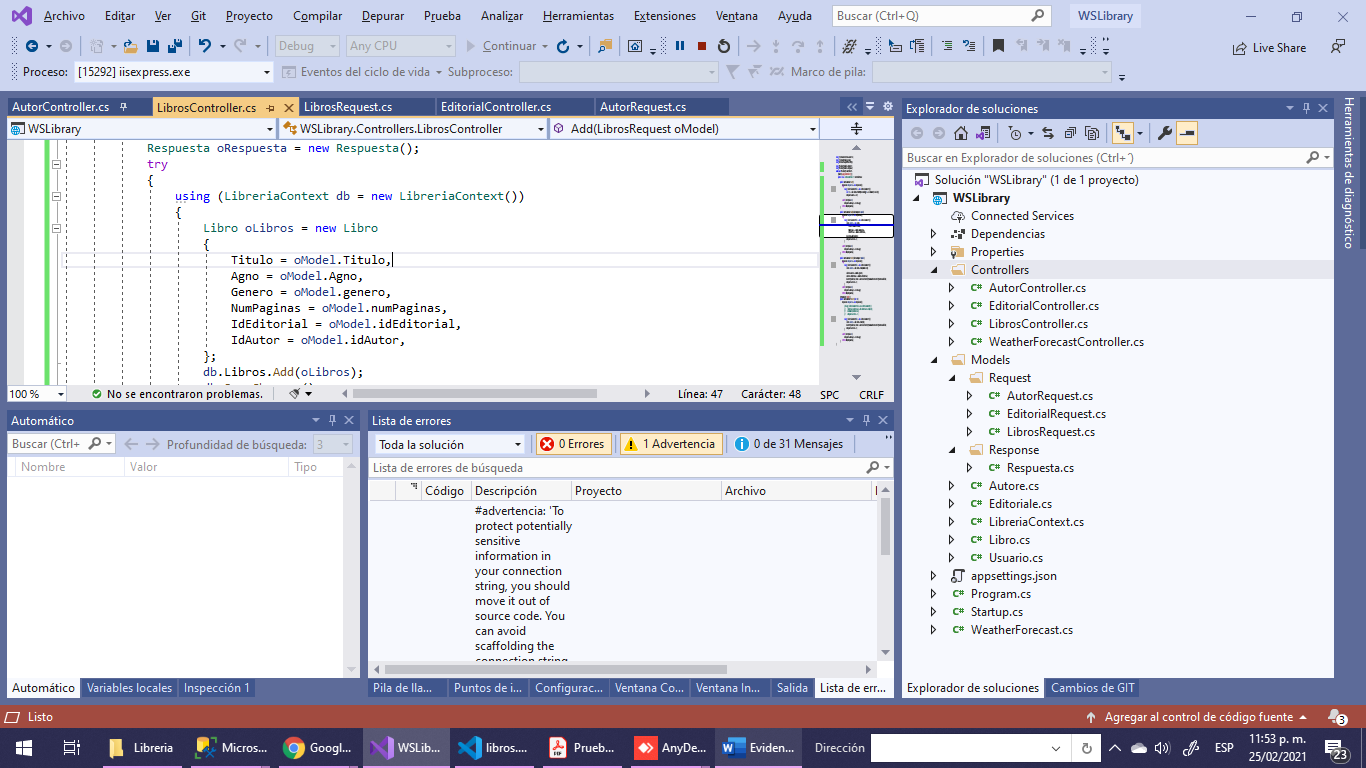 Archivo Editar Ver Git Proyecto Compilar Depurar Prueba Analizar Herramientas Extensiones Ventana Ayuda Buscar (Ctrl+Q) WSLibrary
Debug Any CPU Continuar Live Share
Proceso: [15292] iisexpress.exe Eventos del ciclo de vida Subproceso: Marco de pila:
AutorController.cs LibrosController.cs LibrosRequest.cs EditorialController.cs AutorRequest.cs
WSLibrary WSLibrary.Controllers.LibrosController Add(LibrosRequest oModel)
Respuesta oRespuesta = new Respuesta();
try
{
using (LibreriaContext db = new LibreriaContext())
{
Libro oLibros = new Libro
{
Titulo = oModel.Titulo,
Agno = oModel.Agno,
Genero = oModel.genero,
NumPaginas = oModel.numPaginas,
IdEditorial = oModel.idEditorial,
IdAutor = oModel.idAutor,
};
db.Libros.Add(oLibros);
100 % No se encontraron problemas. Línea: 47 Carácter: 48 SPC CRLF
Automático
Buscar (Ctrl+ Profundidad de búsqueda: 3
Nombre Valor Tipo
Automático Variables locales Inspección 1
Lista de errores
Toda la solución 0 Errores 1 Advertencia 0 de 31 Mensajes
Lista de errores de búsqueda
Código Descripción Proyecto Archivo
#advertencia: 'To
protect potentially
sensitive
information in
your connection
string, you should
move it out of
source code. You
can avoid
scaffolding the
connection string
Pila de lla... Puntos de i... Configurac... Ventana Co... Ventana In... Salida Lista de err...
Explorador de soluciones
Buscar en Explorador de soluciones (Ctrl+´)
Solución "WSLibrary" (1 de 1 proyecto)
WSLibrary
Connected Services
Dependencias
Properties
Controllers
C# AutorController.cs
C# EditorialController.cs
C# LibrosController.cs
C# WeatherForecastController.cs
Models
Request
C# AutorRequest.cs
C# EditorialRequest.cs
C# LibrosRequest.cs
Response
C# Respuesta.cs
C# Autore.cs
C# Editoriale.cs
C# LibreriaContext.cs
C# Libro.cs
C# Usuario.cs
appsettings.json
C# Program.cs
C# Startup.cs
C# WeatherForecast.cs
Explorador de soluciones Cambios de GIT
Herramientas de diagnóstico
Listo Agregar al control de código fuente 3
Libreria Micros... Googl... WSLib... libros.... Prueb... AnyDe... Eviden... Dirección ESP 11:53 p. m.
25/02/2021 23